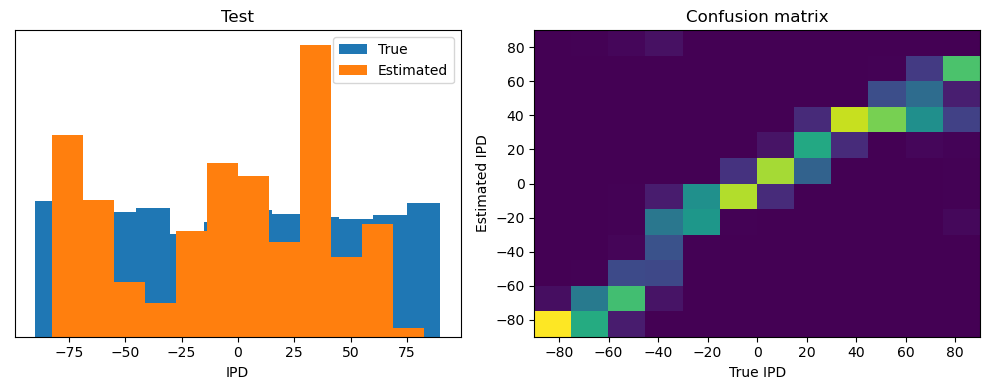 Test
True
Estimated
−75 −50 −25 0 25 50 75
IPD
Confusion matrix
Estimated IPD
80
60
40
20
0
−20
−40
−60
−80
−80 −60 −40 −20 0 20 40 60 80
True IPD